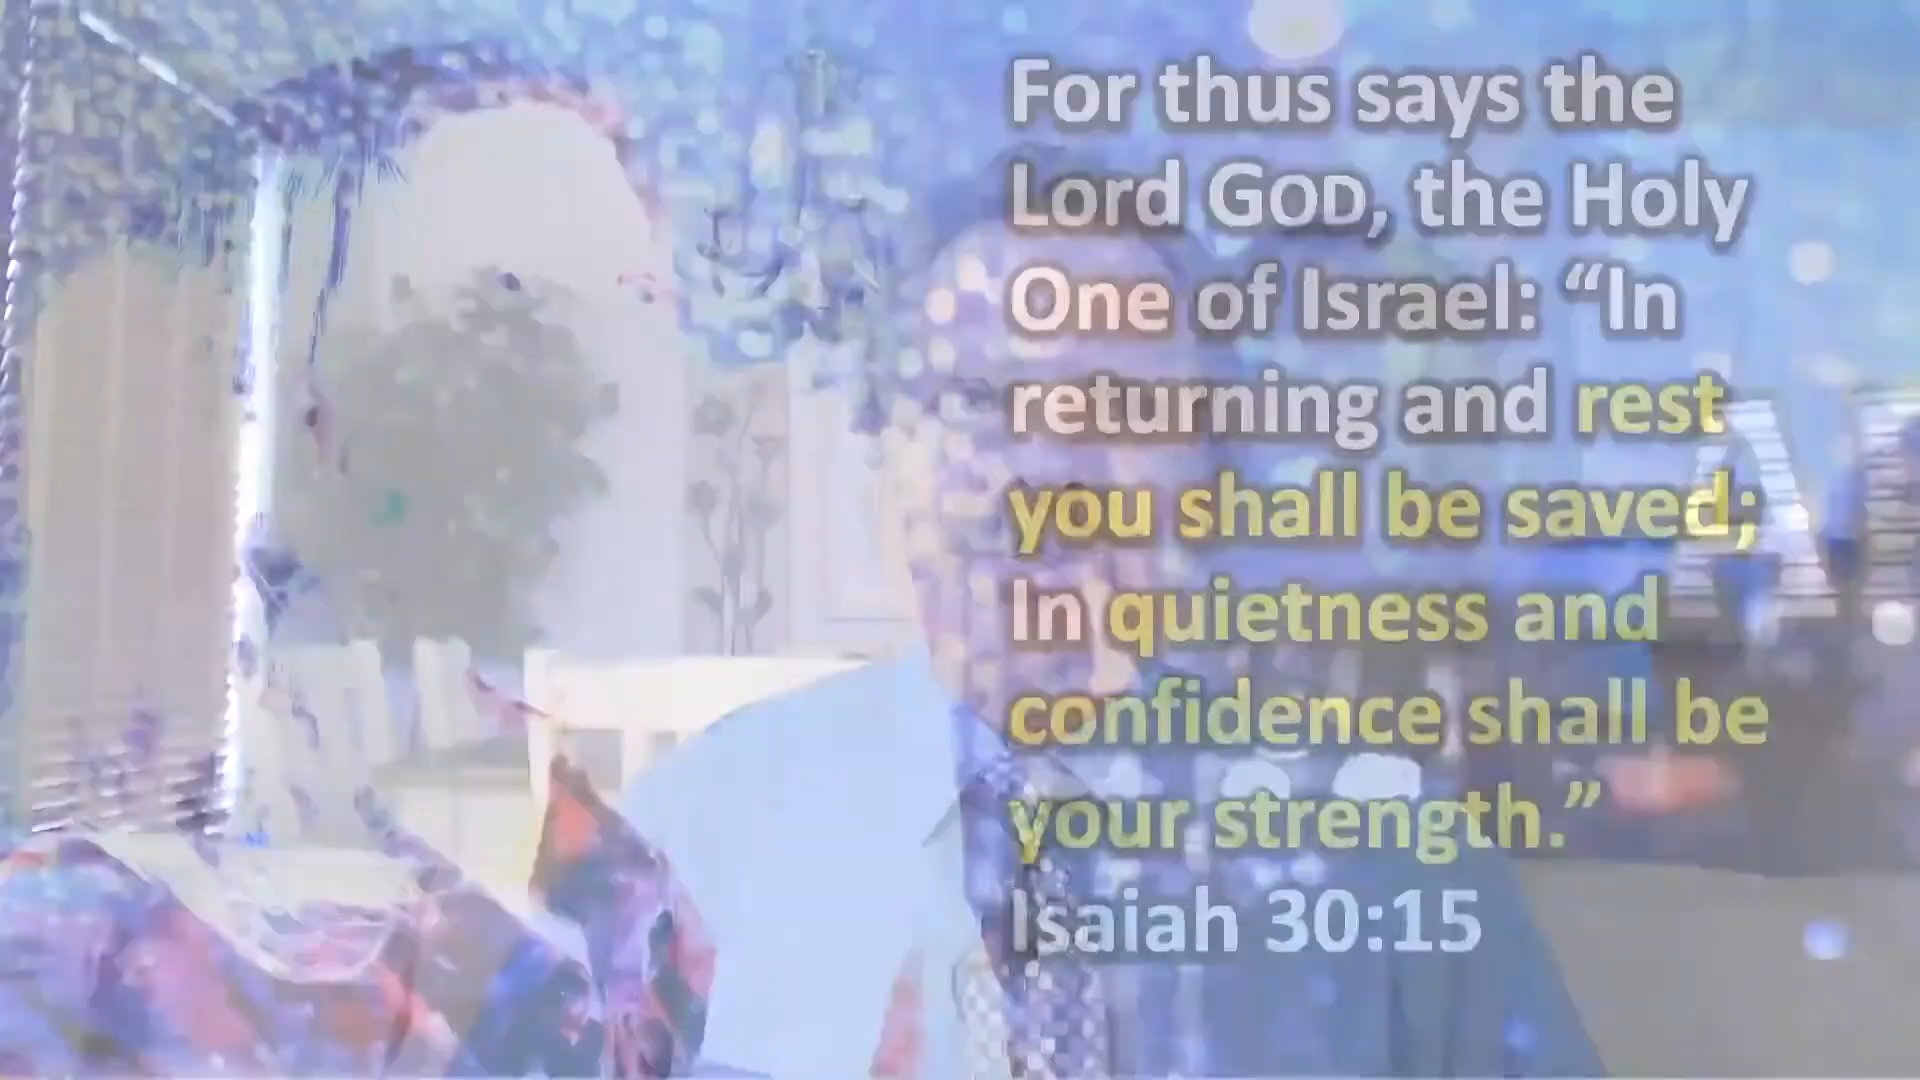 For thus says the
Lord GOD, the Holy
One of Israel: “In
returning and rest
you shall be saved;
In quietness and
confidence shall be
your strength.”
Isaiah 30:15